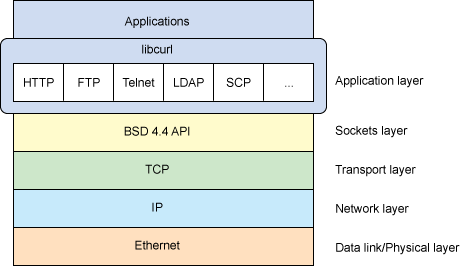 Applications
libcurl
HTTP FTP Telnet LDAP SCP ... Application layer
BSD 4.4 API Sockets layer
TCP Transport layer
IP Network layer
Ethernet Data link/Physical layer